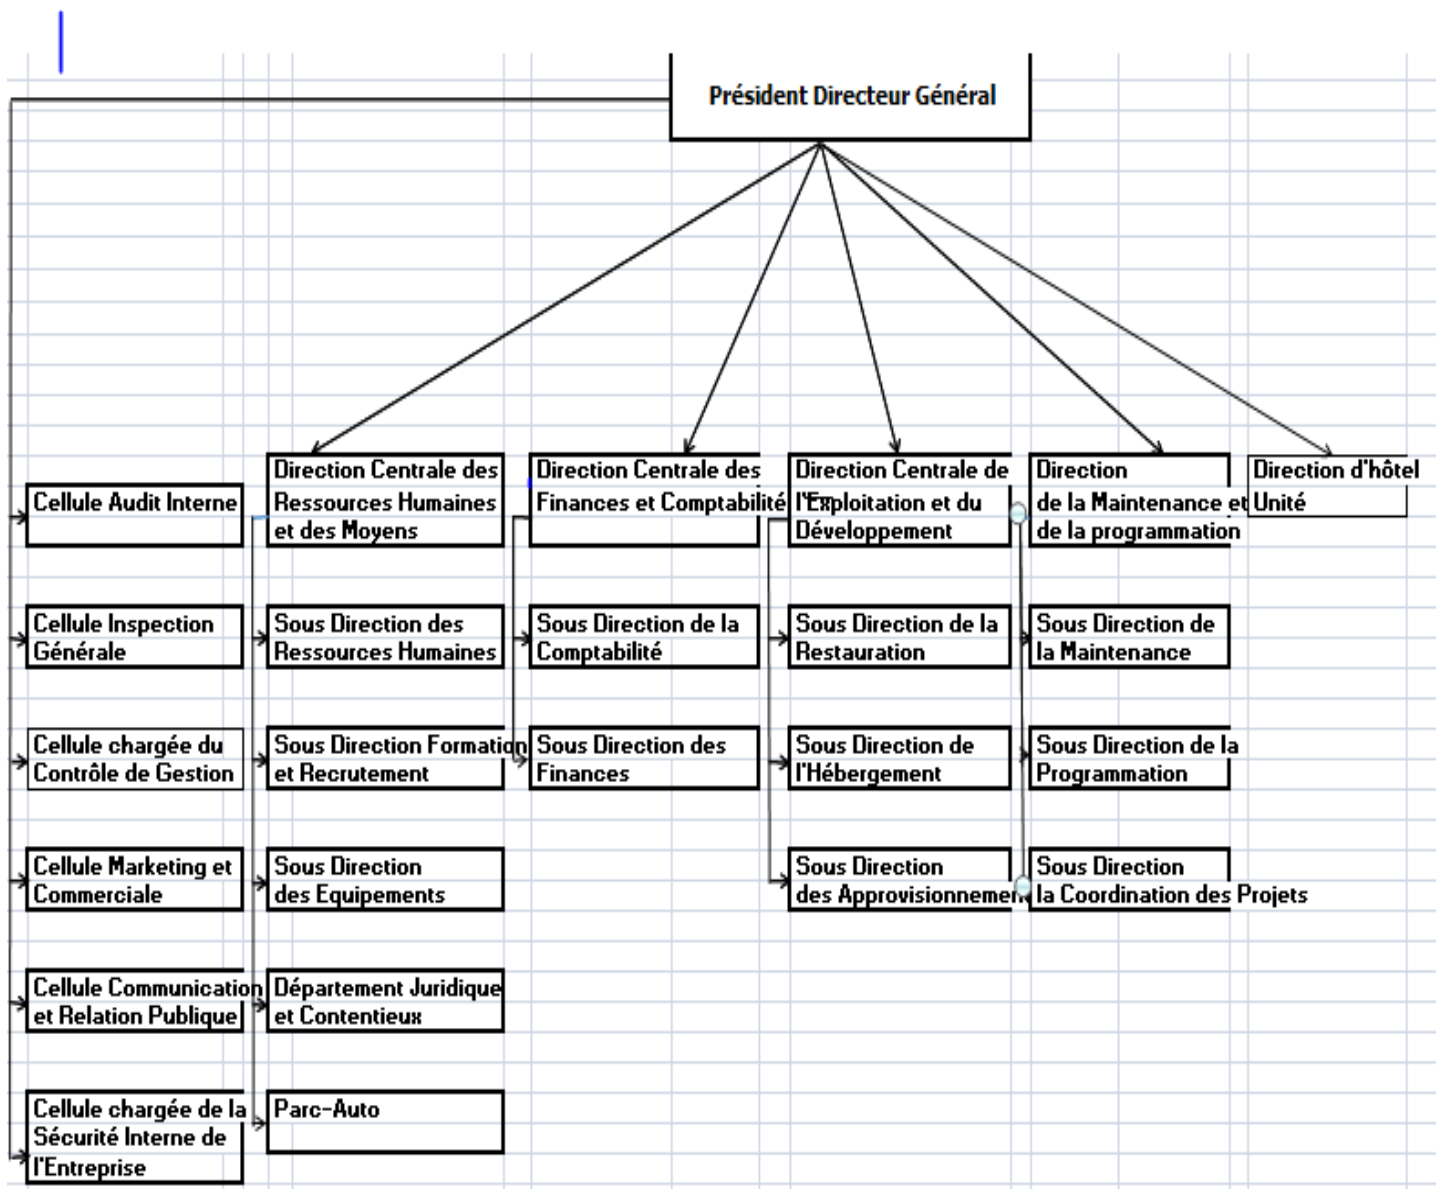 Président Directeur Général
Cellule Audit Interne
Cellule Inspection
Générale
Cellule chargée du
Contrôle de Gestion
Cellule Marketing et
Commerciale
Cellule Communication
et Relation Publique
Cellule chargée de la
Sécurité Interne de
l'Entreprise
Direction Centrale des
Ressources Humaines
et des Moyens
Sous Direction des
Ressources Humaines
Sous Direction Formation
et Recrutement
Sous Direction
des Equipements
Département Juridique
et Contentieux
Parc-Auto
Direction Centrale des
Finances et Comptabilité
Sous Direction de la
Comptabilité
Sous Direction des
Finances
Direction Centrale de
l'Exploitation et du
Développement
Sous Direction de la
Restauration
Sous Direction de
l'Hébergement
Sous Direction
des Approvisionnemen
Direction
de la Maintenance et
de la programmation
Sous Direction de
la Maintenance
Sous Direction de la
Programmation
Sous Direction
la Coordination des Projets
Direction d'hôtel
Unité